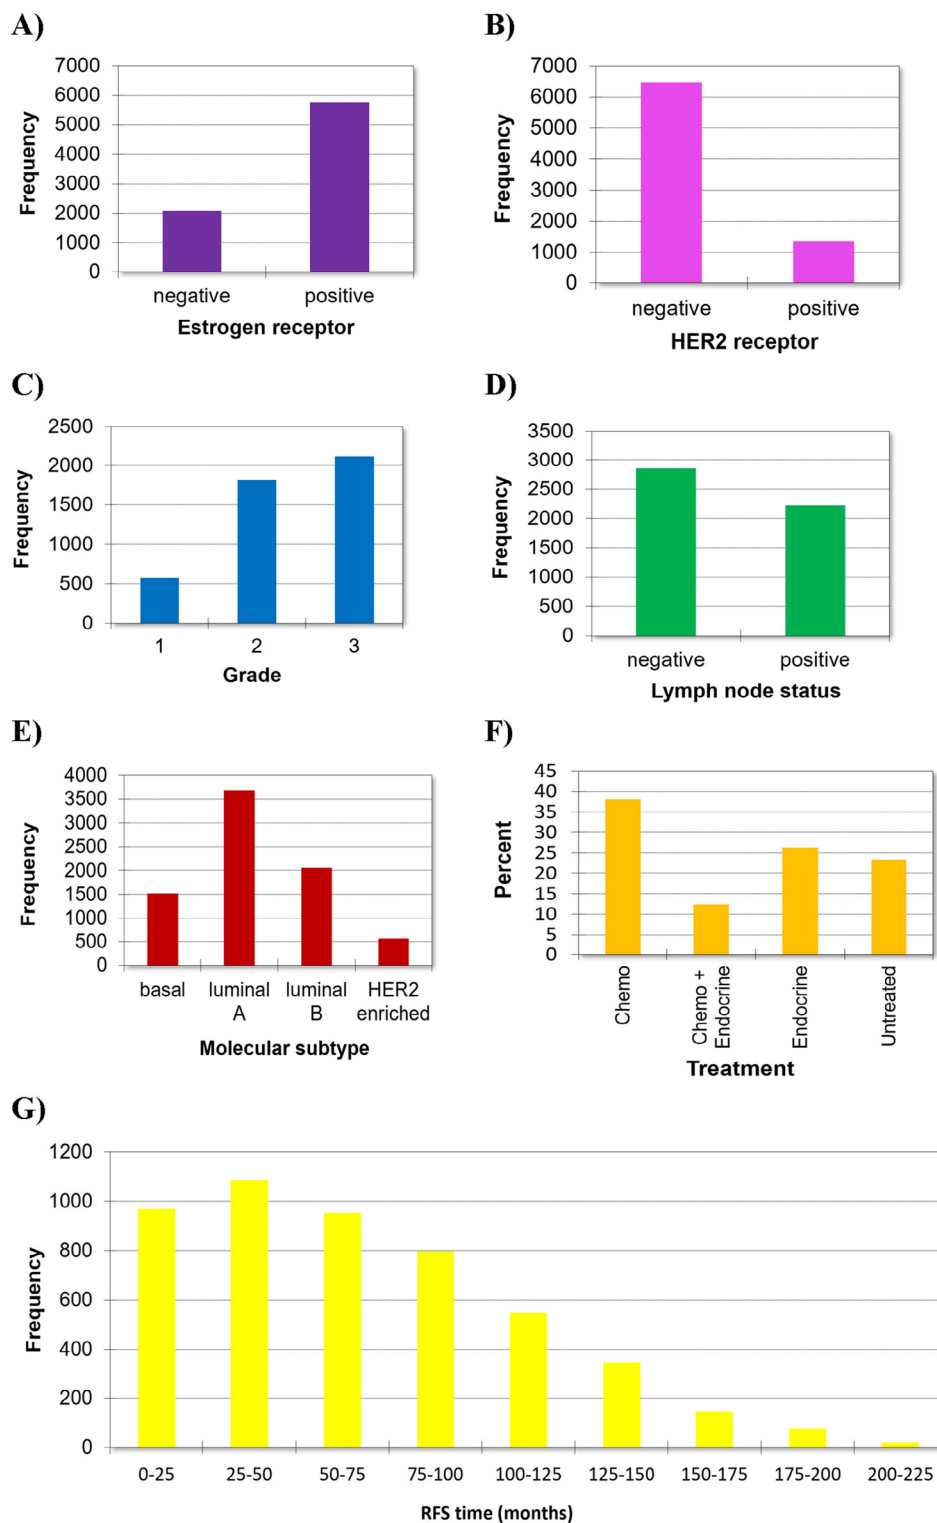 A)
7000
6000
5000
4000
3000
2000
1000
0
Frequency
negative positive
Estrogen receptor
B)
7000
6000
5000
4000
3000
2000
1000
0
Frequency
negative positive
HER2 receptor
C)
2500
2000
1500
1000
500
0
Frequency
1 2 3
Grade
D)
3500
3000
2500
2000
1500
1000
500
0
Frequency
negative positive
Lymph node status
E)
4000
3500
3000
2500
2000
1500
1000
500
0
Frequency
basal luminal luminal HER2
A B enriched
Molecular subtype
F)
45
40
35
30
25
20
15
10
5
0
Percent
Chemo
Chemo +
Endocrine
Endocrine
Untreated
Treatment
G)
1200
1000
800
600
400
200
0
Frequency
0-25 25-50 50-75 75-100 100-125 125-150 150-175 175-200 200-225
RFS time (months)